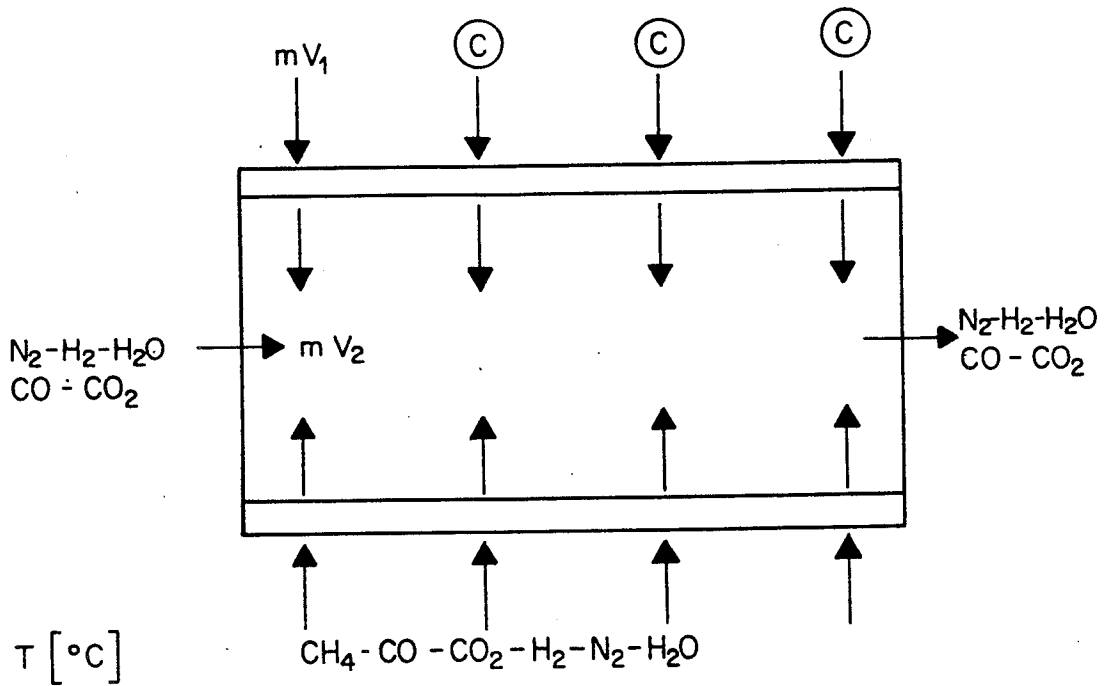 mV₁ Ⓒ Ⓒ Ⓒ
N₂-H₂-H₂O
CO - CO₂
mV₂
N₂-H₂-H₂O
CO - CO₂
T [°C]
CH₄-CO-CO₂-H₂-N₂-H₂O